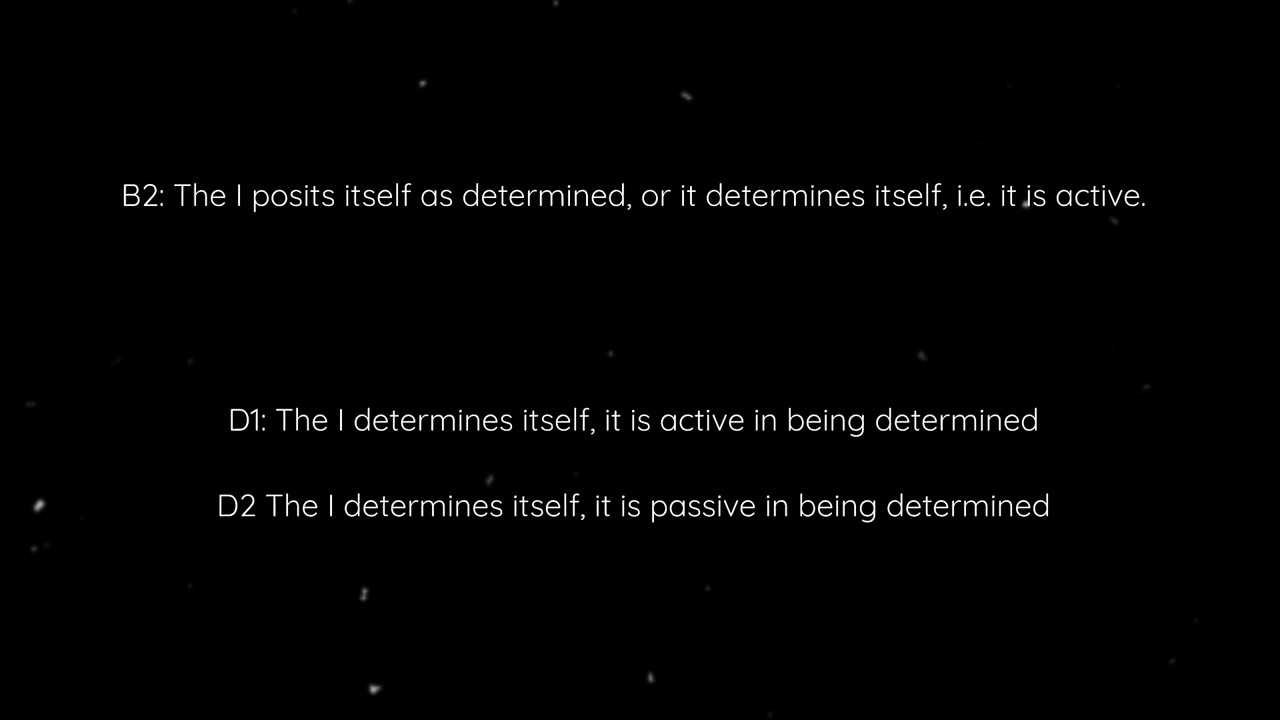 B2: The I posits itself as determined, or it determines itself, i.e. it is active.
D1: The I determines itself, it is active in being determined
D2 The I determines itself, it is passive in being determined